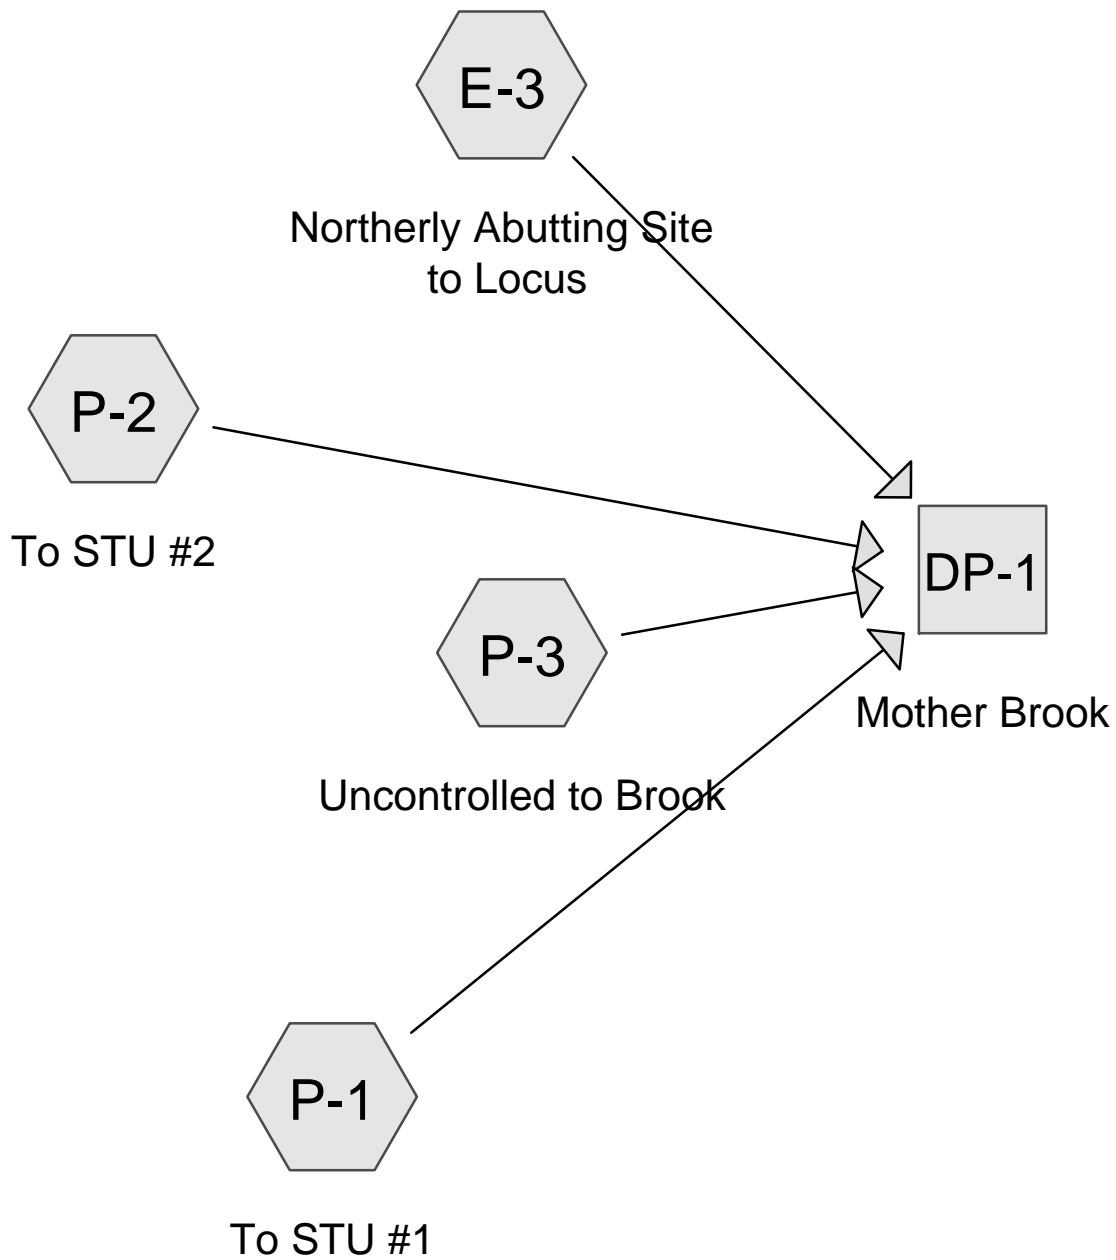 E-3
Northerly Abutting Site
to Locus
P-2
To STU #2
DP-1
Mother Brook
P-3
Uncontrolled to Brook
P-1
To STU #1